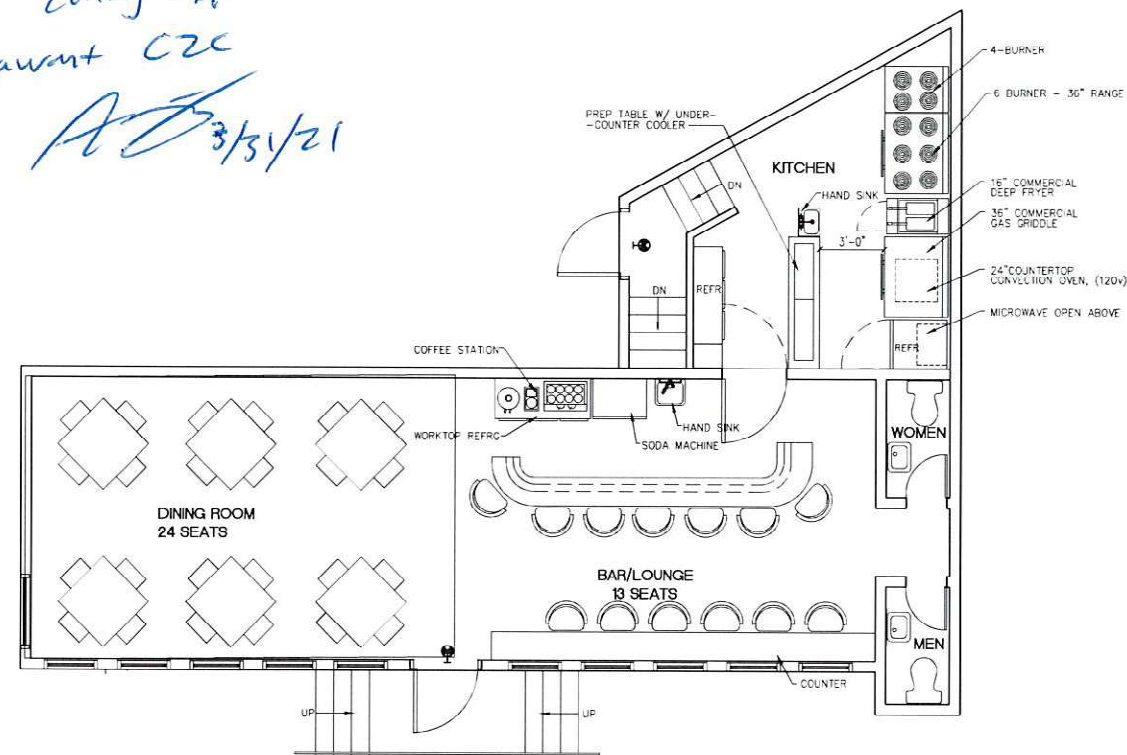 C2C
3/31/21
4-BURNER
6 BURNER - 36" RANGE
PREP TABLE W/ UNDER-
-COUNTER COOLER
KITCHEN
DN
HAND SINK
16" COMMERCIAL
DEEP FRYER
36" COMMERCIAL
GAS GRIDDLE
3'-0"
24"COUNTERTOP
CONVECTION OVEN, (120v)
DN
REFR
MICROWAVE OPEN ABOVE
REFR
COFFEE STATION
WORKTOP REFRG
HAND SINK
SODA MACHINE
WOMEN
DINING ROOM
24 SEATS
BAR/LOUNGE
13 SEATS
MEN
COUNTER
UP
UP